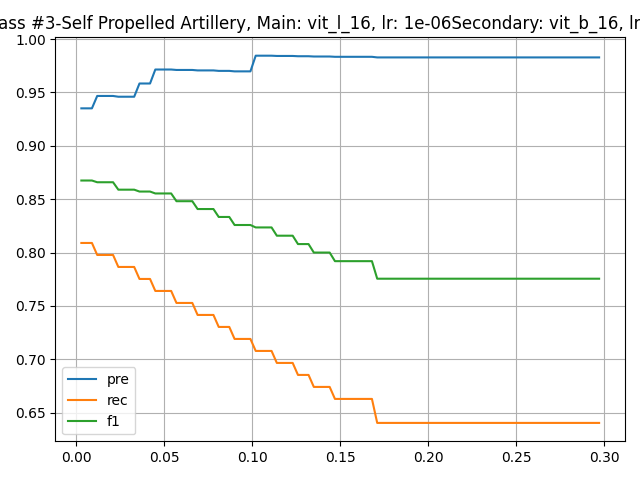 ass #3-Self Propelled Artillery, Main: vit_l_16, lr: 1e-06Secondary: vit_b_16, lr
1.00
0.95
0.90
0.85
0.80
0.75
0.70
0.65
pre
rec
f1
0.00 0.05 0.10 0.15 0.20 0.25 0.30